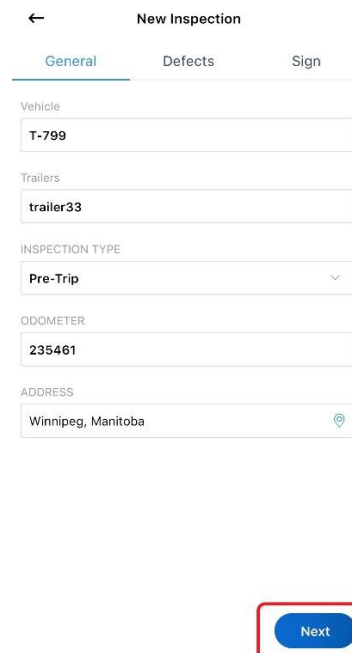 New Inspection
General Defects Sign
Vehicle
T-799
Trailers
trailer33
INSPECTION TYPE
Pre-Trip
ODOMETER
235461
ADDRESS
Winnipeg, Manitoba
Next